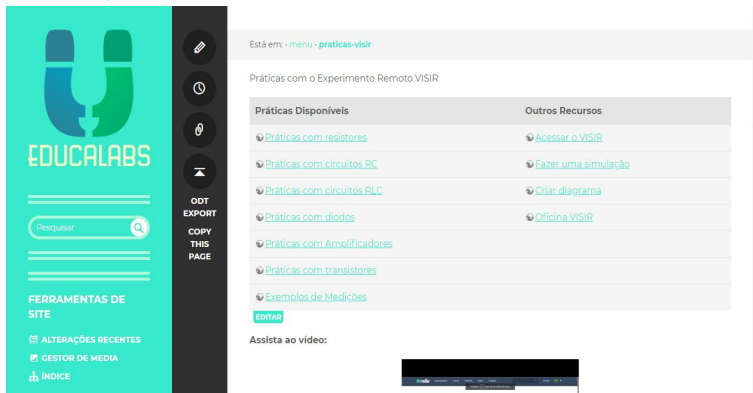 EDUCALABS
Pesquisar
FERRAMENTAS DE
SITE
ALTERAÇÕES RECENTES
GESTOR DE MEDIA
ÍNDICE
ODT
EXPORT
COPY
THIS
PAGE
Está em: • menu • praticas-visir
Práticas com o Experimento Remoto VISIR
Práticas Disponíveis Outros Recursos
Práticas com resistores Acessar o VISIR
Práticas com circuitos RC Fazer uma simulação
Práticas com circuitos RLC Criar diagrama
Práticas com diodos Oficina VISIR
Práticas com Amplificadores
Práticas com transistores
Exemplos de Medições
EDITAR
Assista ao vídeo: